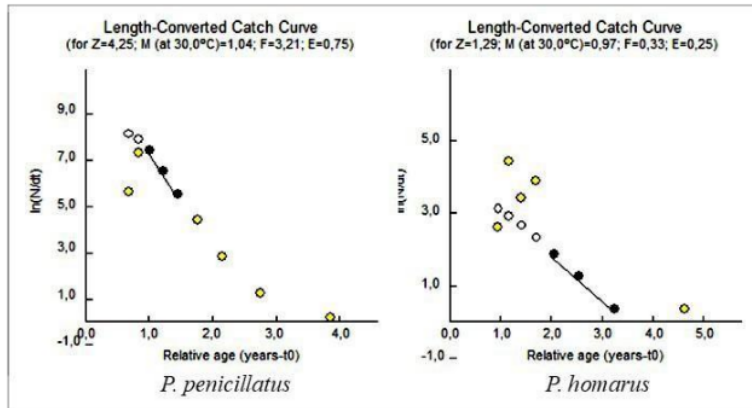 Length-Converted Catch Curve
(for Z=4,25; M (at 30,0ºC)=1,04; F=3,21; E=0,75)
9,0
7,0
5,0
3,0
1,0
-1,0
ln(N/dt)
0,0 1,0 2,0 3,0 4,0
Relative age (years-t0)
P. penicillatus
Length-Converted Catch Curve
(for Z=1,29; M (at 30,0ºC)=0,97; F=0,33; E=0,25)
5,0
3,0
1,0
-1,0
ln(N/dt)
0,0 1,0 2,0 3,0 4,0 5,0
Relative age (years-t0)
P. homarus